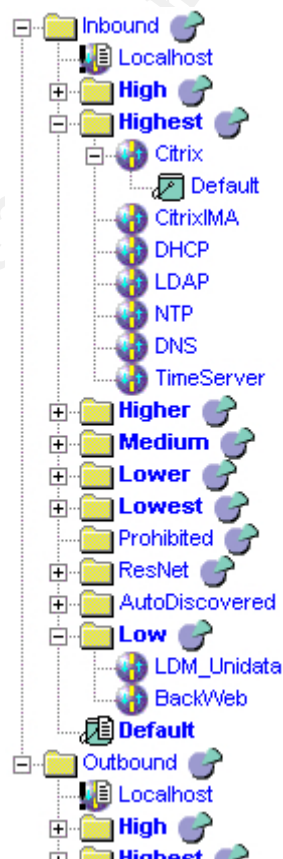 Inbound
Localhost
High
Highest
Citrix
Default
CitrixIMA
DHCP
LDAP
NTP
DNS
TimeServer
Higher
Medium
Lower
Lowest
Prohibited
ResNet
AutoDiscovered
Low
LDM_Unidata
BackWeb
Default
Outbound
Localhost
High
Highest